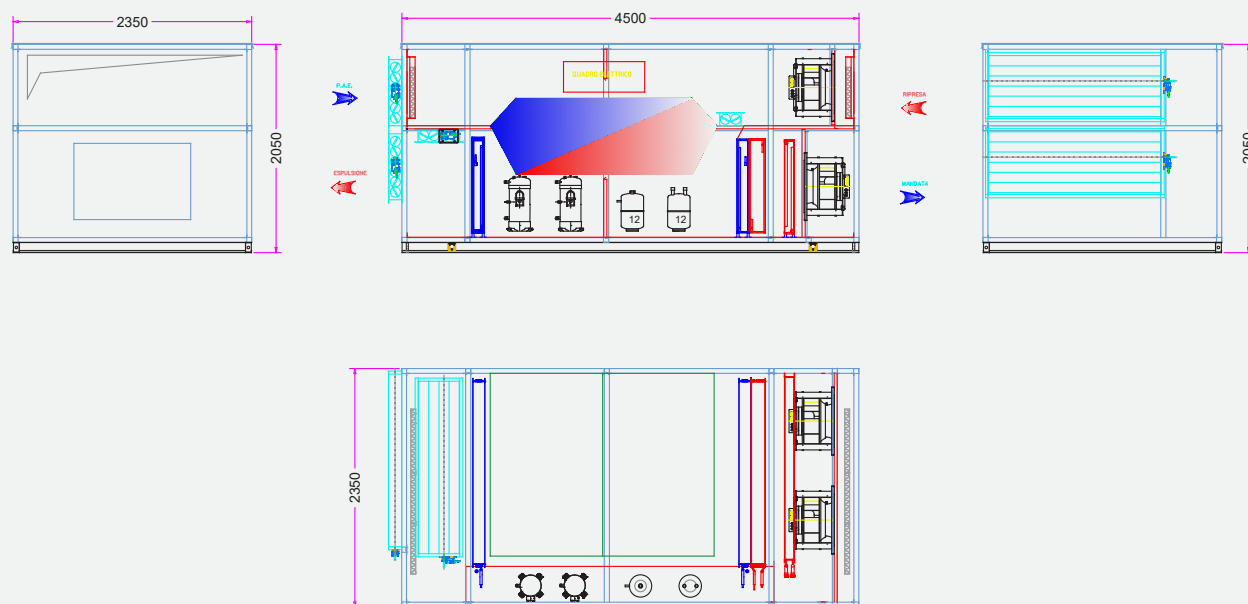 2350
4500
QUADRO ELETTRICO
P.A.E.
RIPRESA
2050
2050
ESPULSIONE
MANDATA
12
12
2350